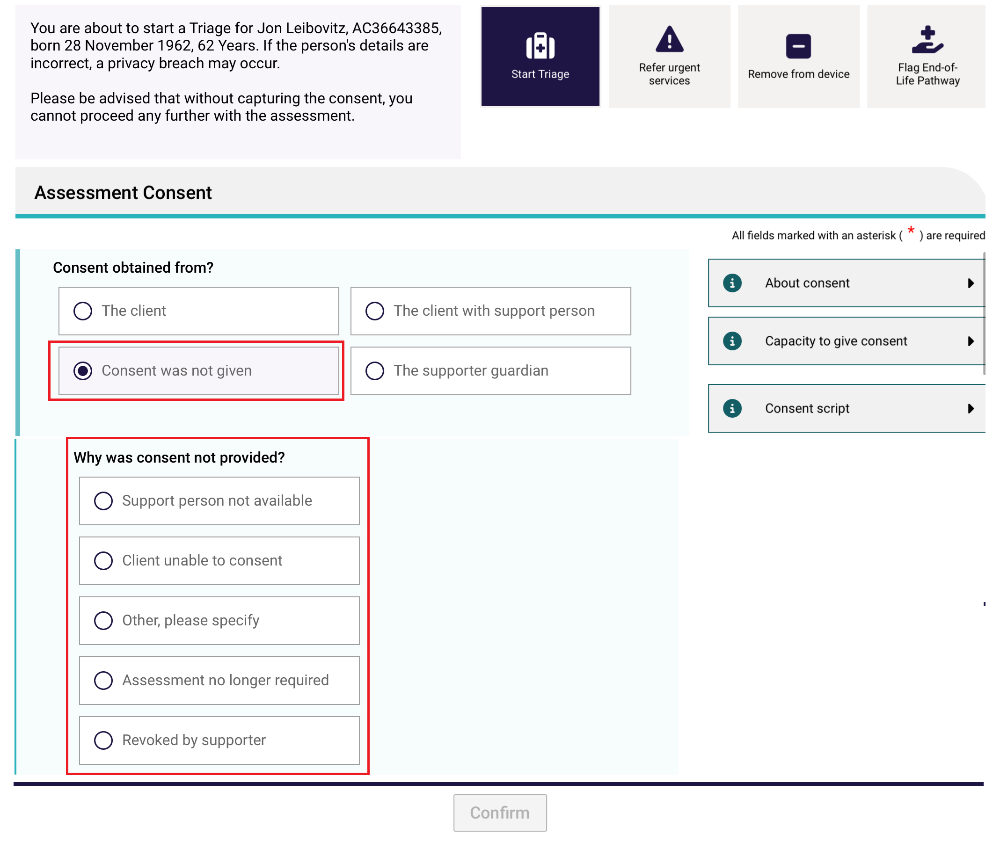 You are about to start a Triage for Jon Leibovitz, AC36643385,
born 28 November 1962, 62 Years. If the person's details are
incorrect, a privacy breach may occur.
Please be advised that without capturing the consent, you
cannot proceed any further with the assessment.
Start Triage
Refer urgent
services
Remove from device
Flag End-of-
Life Pathway
Assessment Consent
All fields marked with an asterisk ( * ) are required
Consent obtained from?
The client
The client with support person
Consent was not given
The supporter guardian
About consent
Capacity to give consent
Consent script
Why was consent not provided?
Support person not available
Client unable to consent
Other, please specify
Assessment no longer required
Revoked by supporter
Confirm